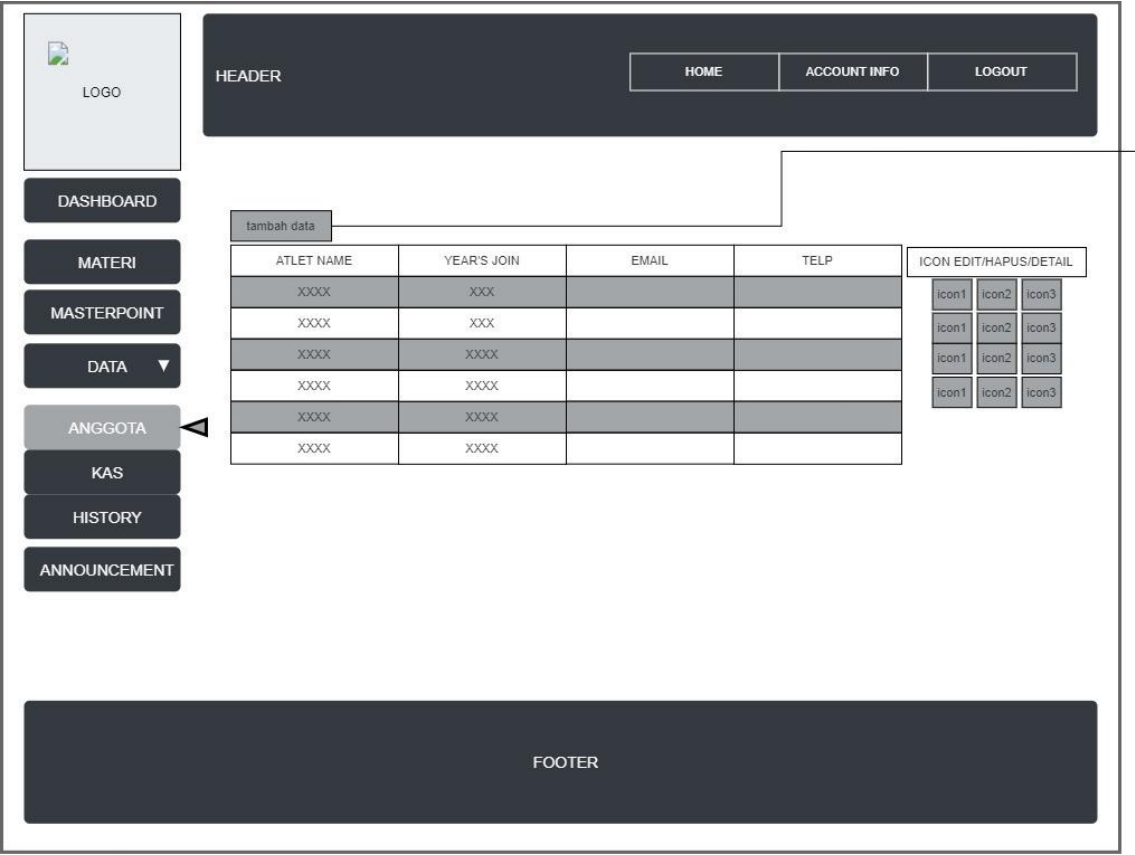 LOGO
HEADER
HOME ACCOUNT INFO LOGOUT
DASHBOARD
MATERI
MASTERPOINT
DATA ▼
ANGGOTA
KAS
HISTORY
ANNOUNCEMENT
tambah data
ATLET NAME YEAR'S JOIN EMAIL TELP ICON EDIT/HAPUS/DETAIL
XXXX XXX icon1 icon2 icon3
XXXX XXX icon1 icon2 icon3
XXXX XXXX icon1 icon2 icon3
XXXX XXXX icon1 icon2 icon3
XXXX XXXX
XXXX XXXX
FOOTER